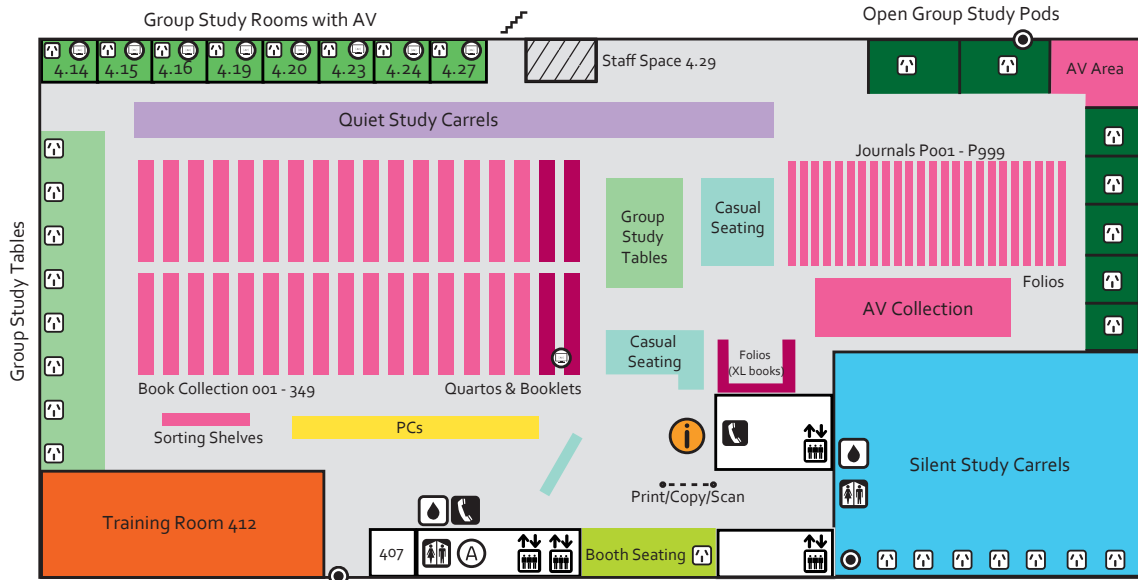 Group Study Rooms with AV
Open Group Study Pods
4.14
4.15
4.16
4.19
4.20
4.23
4.24
4.27
Staff Space 4.29
AV Area
Quiet Study Carrels
Journals P001 - P999
Group
Study
Tables
Casual
Seating
Group Study Tables
Folios
AV Collection
Casual
Seating
Folios
(XL books)
Book Collection 001 - 349
Quartos & Booklets
Sorting Shelves
PCs
i
Silent Study Carrels
Print/Copy/Scan
Training Room 412
407
A
Booth Seating